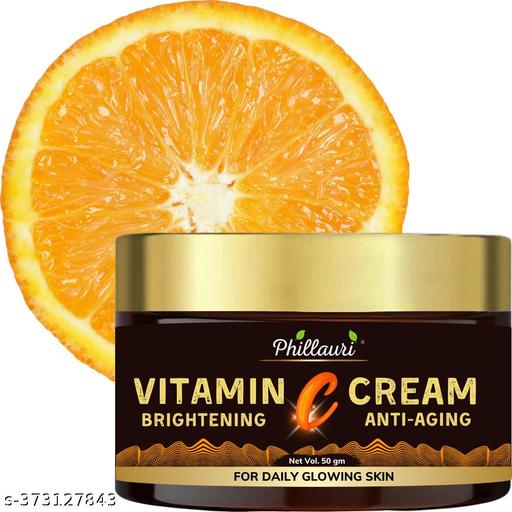 Phillauri
VITAMIN C CREAM
BRIGHTENING ANTI-AGING
Net Vol. 50 gm
FOR DAILY GLOWING SKIN
s-373127843